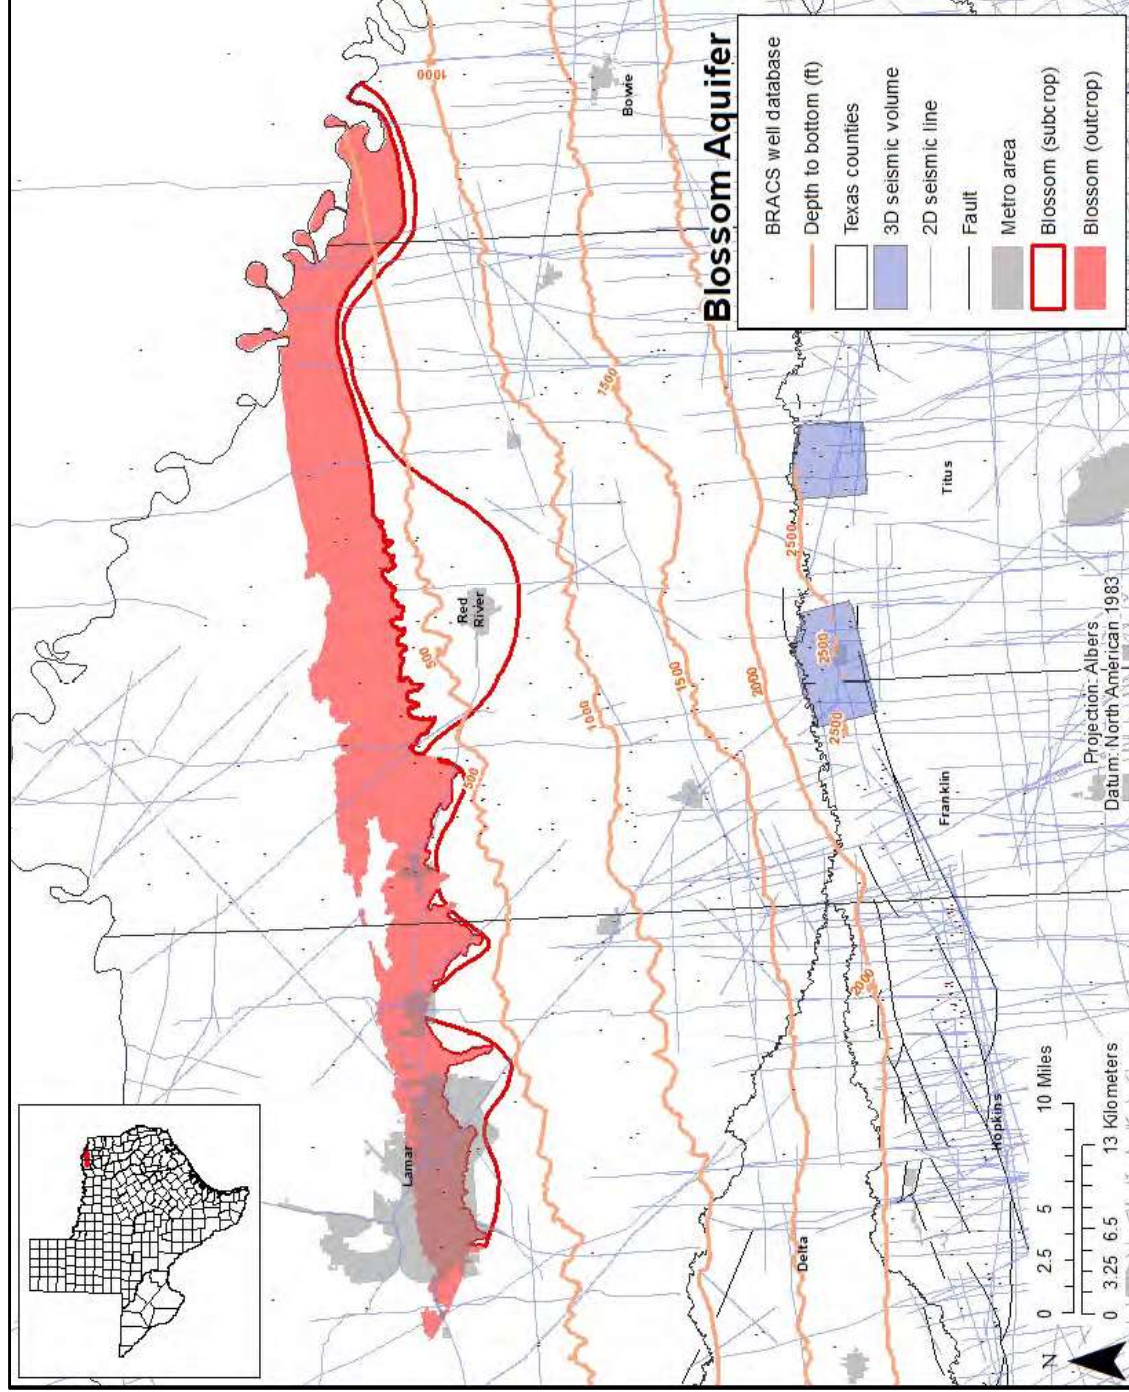 Blossom Aquifer
BRACS well database
Depth to bottom (ft)
Texas counties
3D seismic volume
2D seismic line
Fault
Metro area
Blossom (subcrop)
Blossom (outcrop)
Lamar
Red
River
Bowie
Delta
Hopkins
Franklin
Titus
500
500
1000
1000
1500
1500
2000
2000
2500
2500
2500
N
0 2.5 5 10 Miles
0 3.25 6.5 13 Kilometers
Projection: Albers
Datum: North American 1983